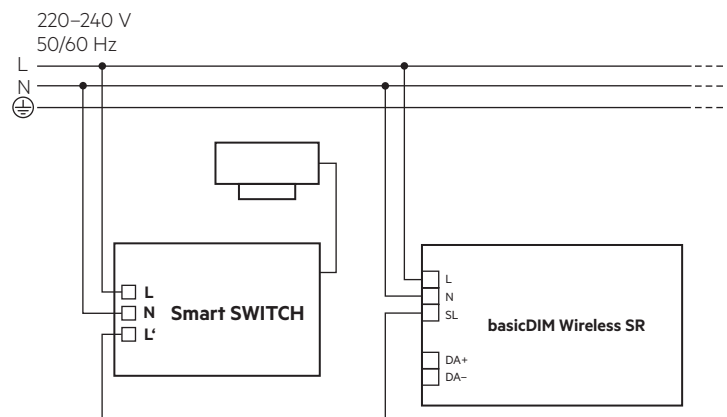 220–240 V
50/60 Hz
L
N
L
N
L‘
Smart SWITCH
L
N
SL
DA+
DA–
basicDIM Wireless SR